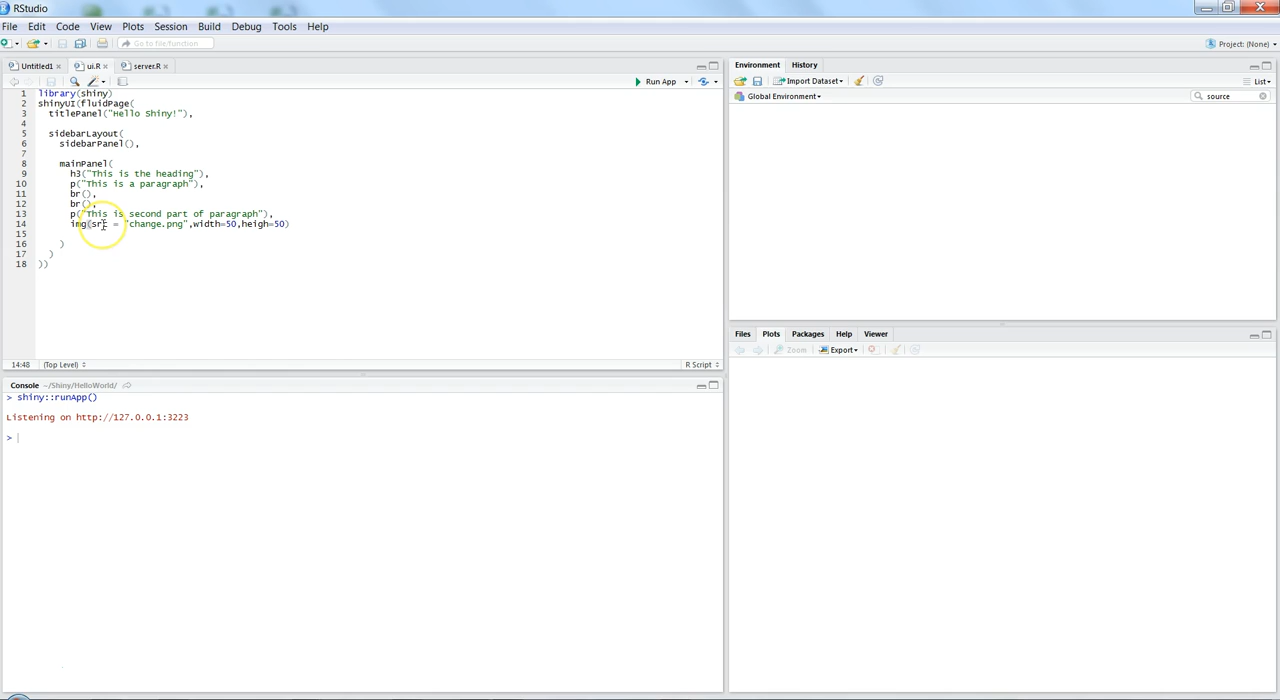 RStudio
File Edit Code View Plots Session Build Debug Tools Help
Go to file/function Project: (None)
Untitled1 ui.R server.R
Run App
1 library(shiny)
2 shinyUI(fluidPage(
3 titlePanel("Hello Shiny!"),
4
5 sidebarLayout(
6 sidebarPanel(),
7
8 mainPanel(
9 h3("This is the heading"),
10 p("This is a paragraph"),
11 br(),
12 br(),
13 p("This is second part of paragraph"),
14 img(src = "change.png",width=50,heigh=50)
15
16 )
17 )
18 ))
14:48 (Top Level) R Script
Console ~/Shiny/HelloWorld/
> shiny::runApp()
Listening on http://127.0.0.1:3223
>
Environment History
Import Dataset List
Global Environment source
Files Plots Packages Help Viewer
Zoom Export